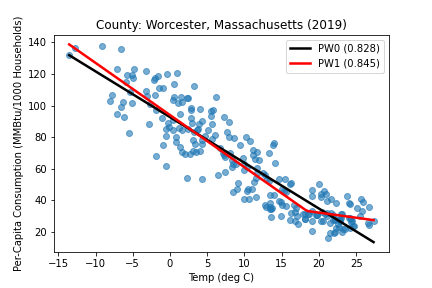 County: Worcester, Massachusetts (2019)
PW0 (0.828)
PW1 (0.845)
Per-Capita Consumption (MMBtu/1000 Households)
140
120
100
80
60
40
20
−15 −10 −5 0 5 10 15 20 25
Temp (deg C)